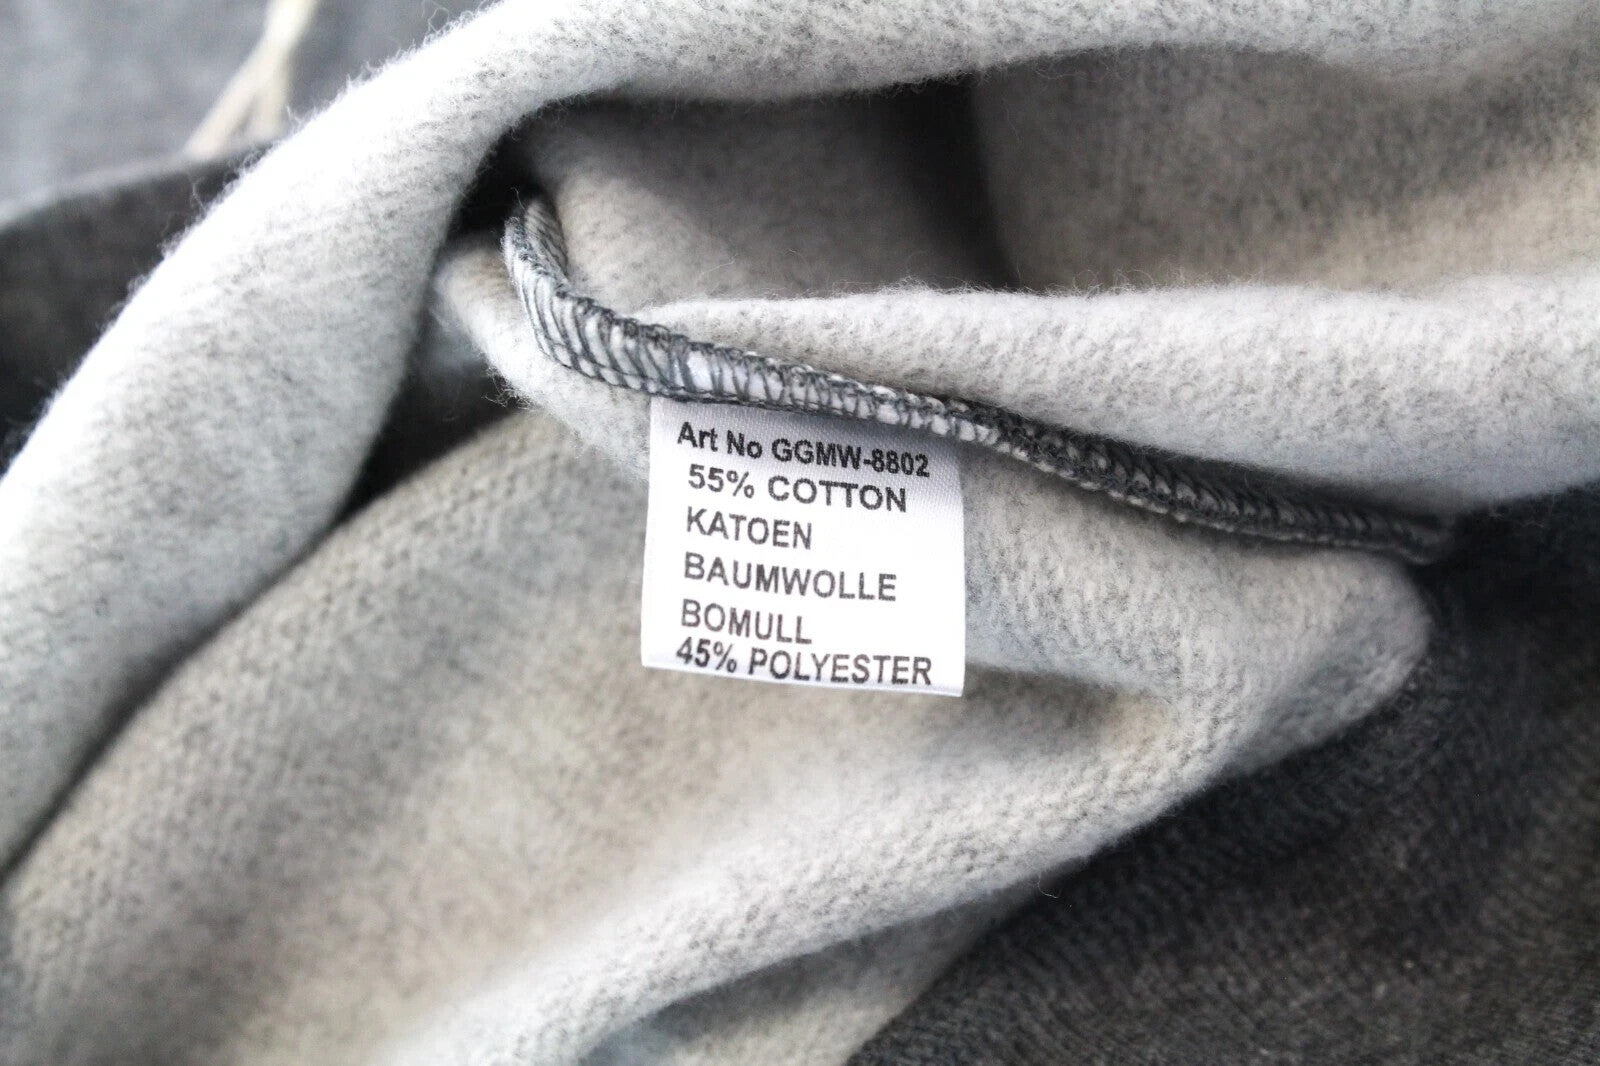 Art No GGMW-8802
55% COTTON
KATOEN
BAUMWOLLE
BOMULL
45% POLYESTER